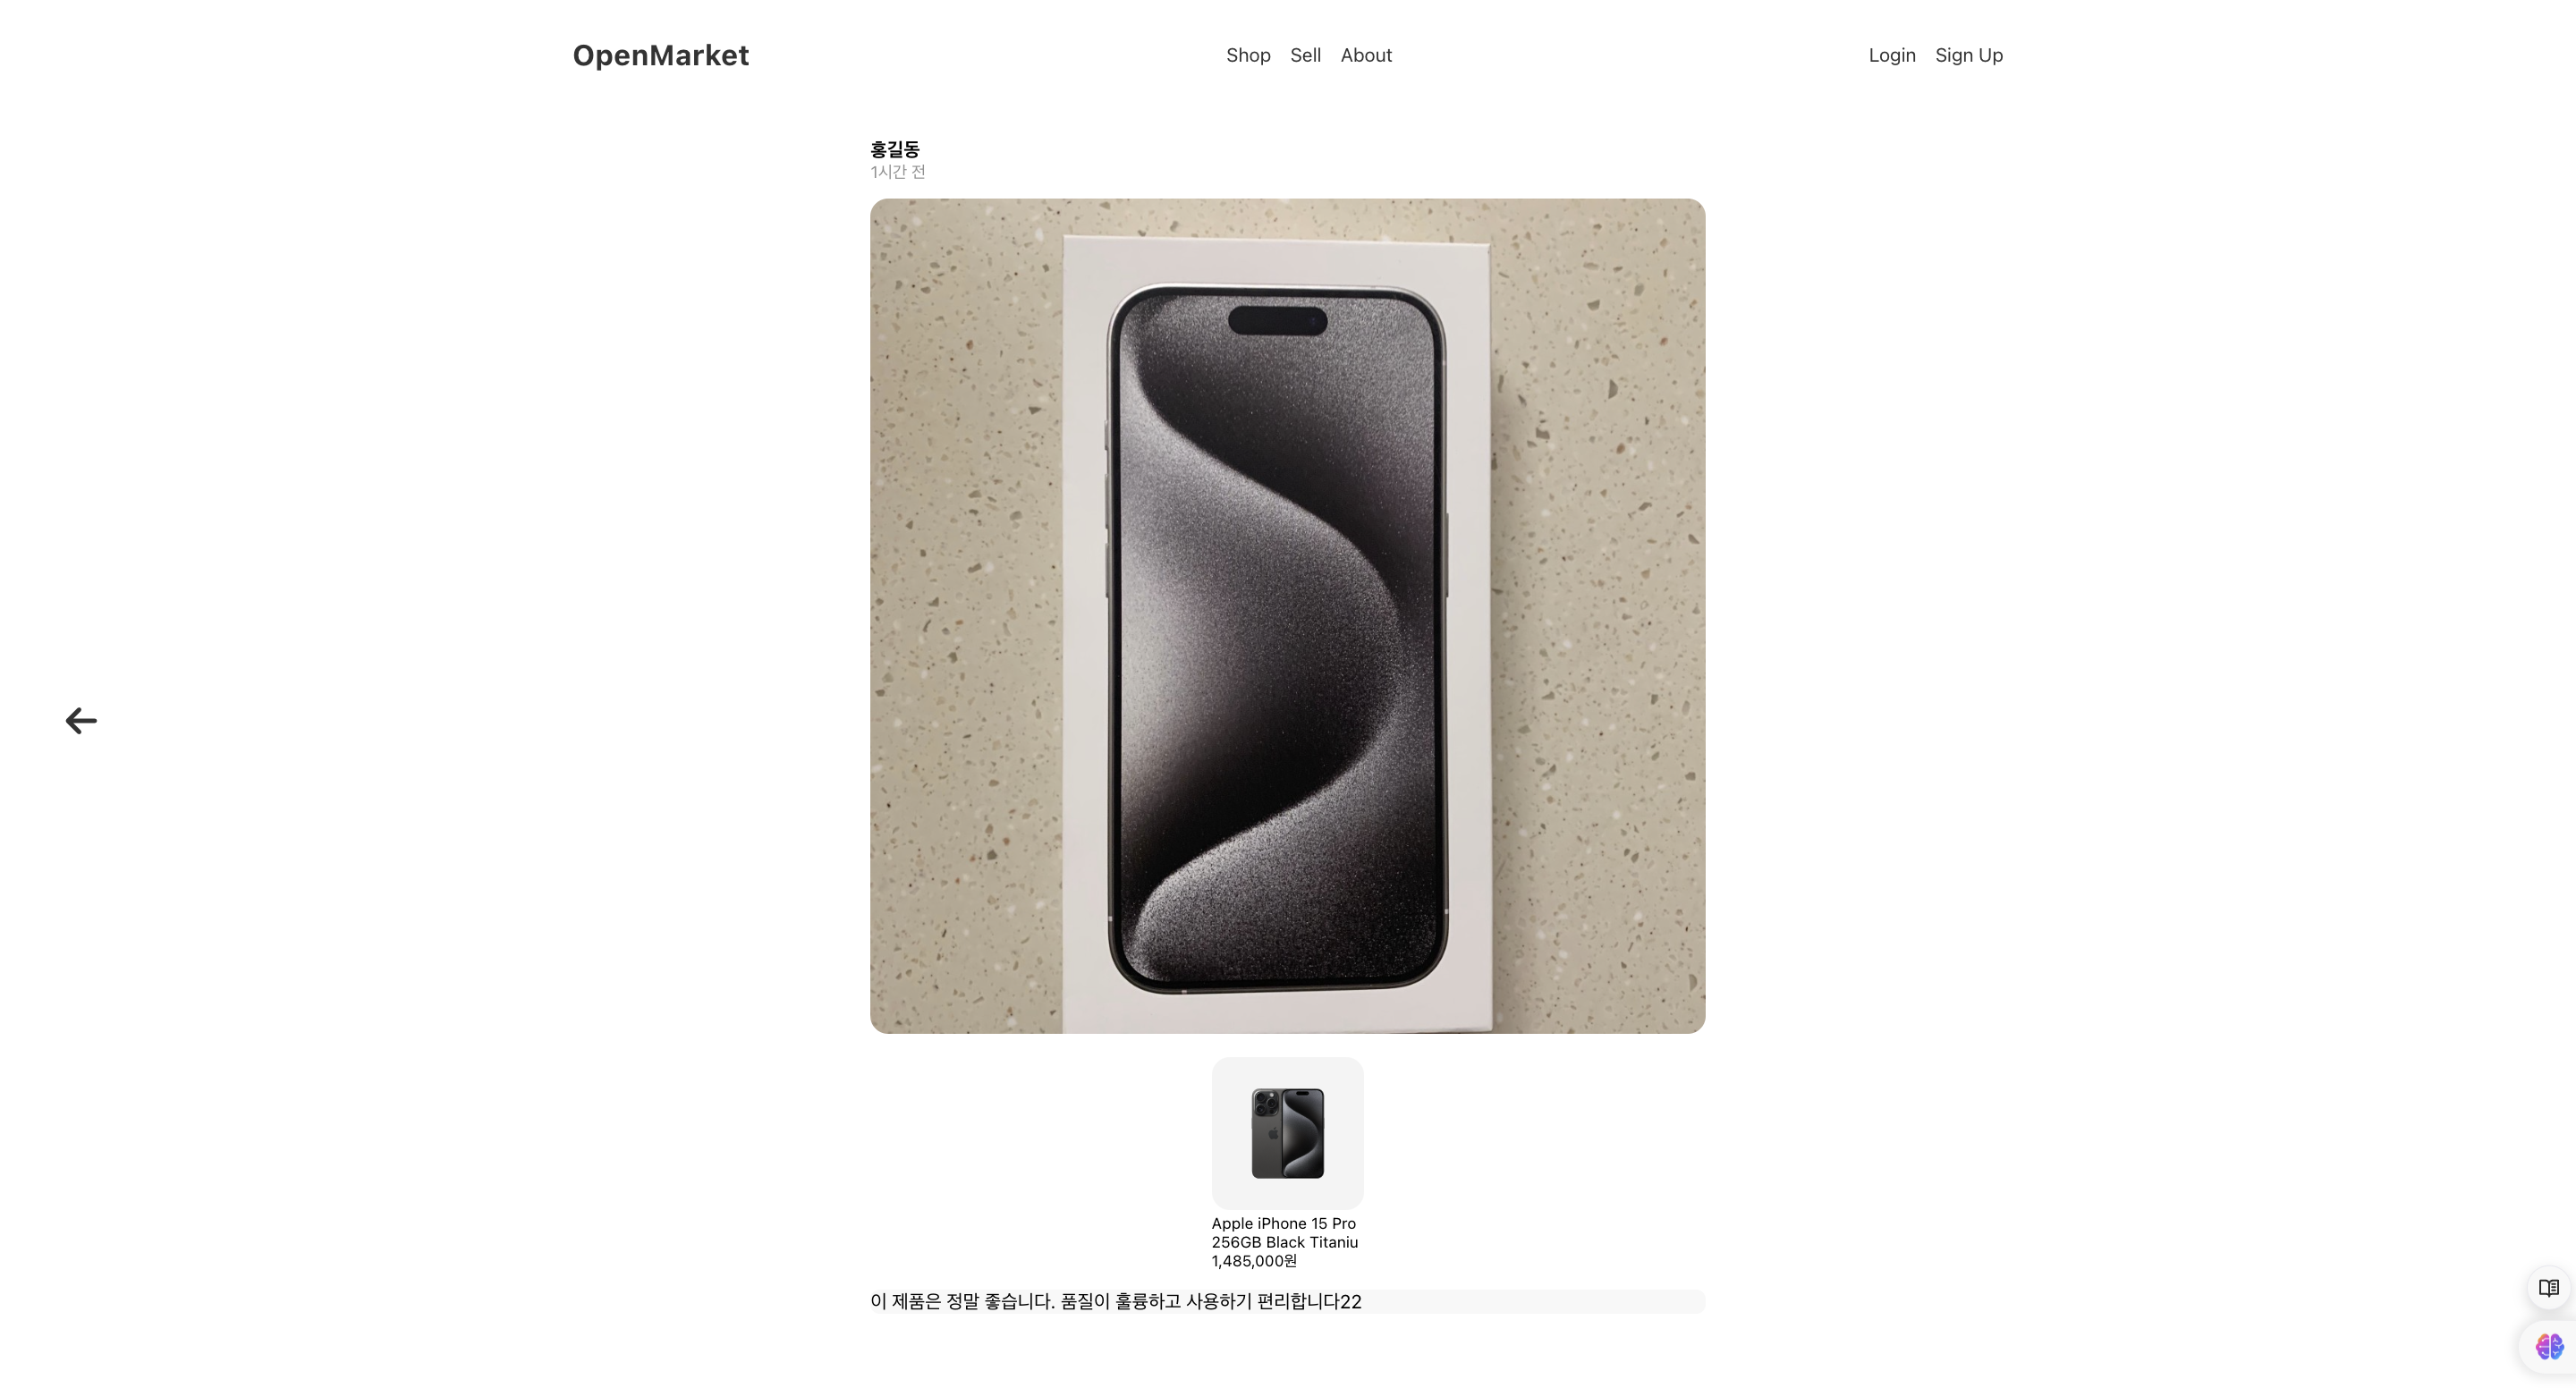 OpenMarket
Shop Sell About
Login Sign Up
홍길동
1시간 전
Apple iPhone 15 Pro
256GB Black Titaniu
1,485,000원
이 제품은 정말 좋습니다. 품질이 훌륭하고 사용하기 편리합니다22